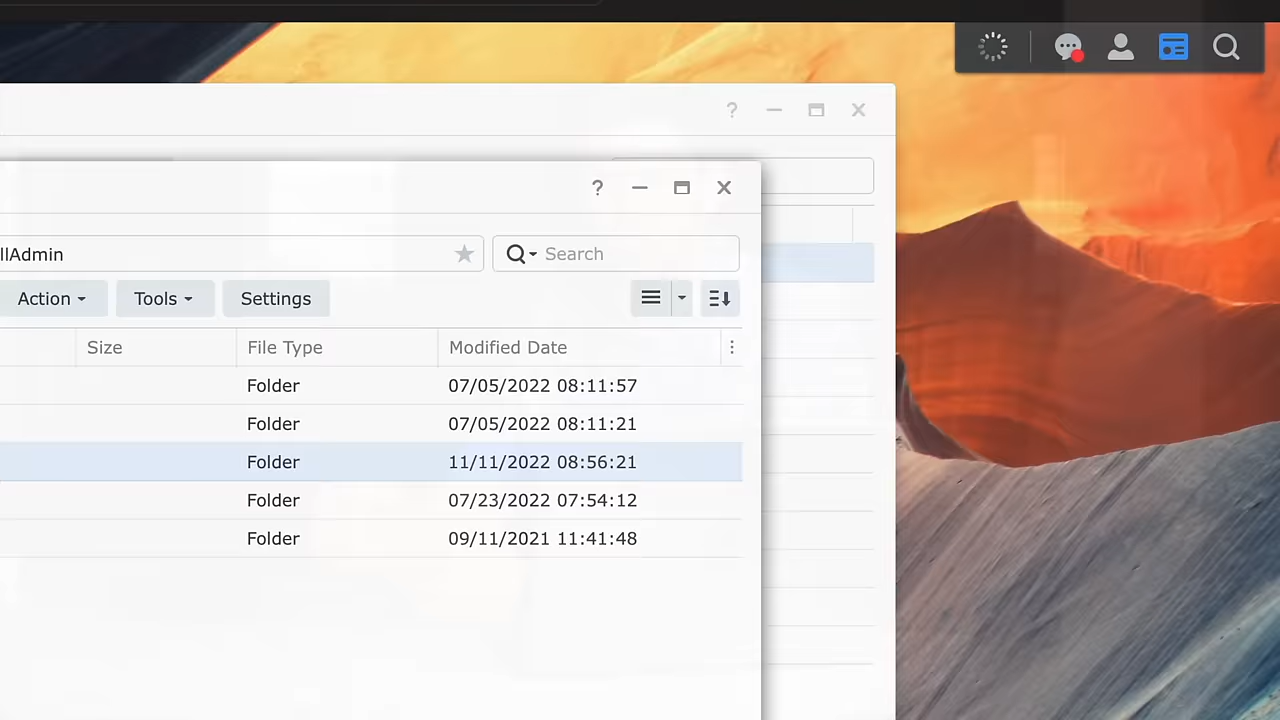 llAdmin
Search
Action
Tools
Settings
Size
File Type
Modified Date
Folder
07/05/2022 08:11:57
Folder
07/05/2022 08:11:21
Folder
11/11/2022 08:56:21
Folder
07/23/2022 07:54:12
Folder
09/11/2021 11:41:48